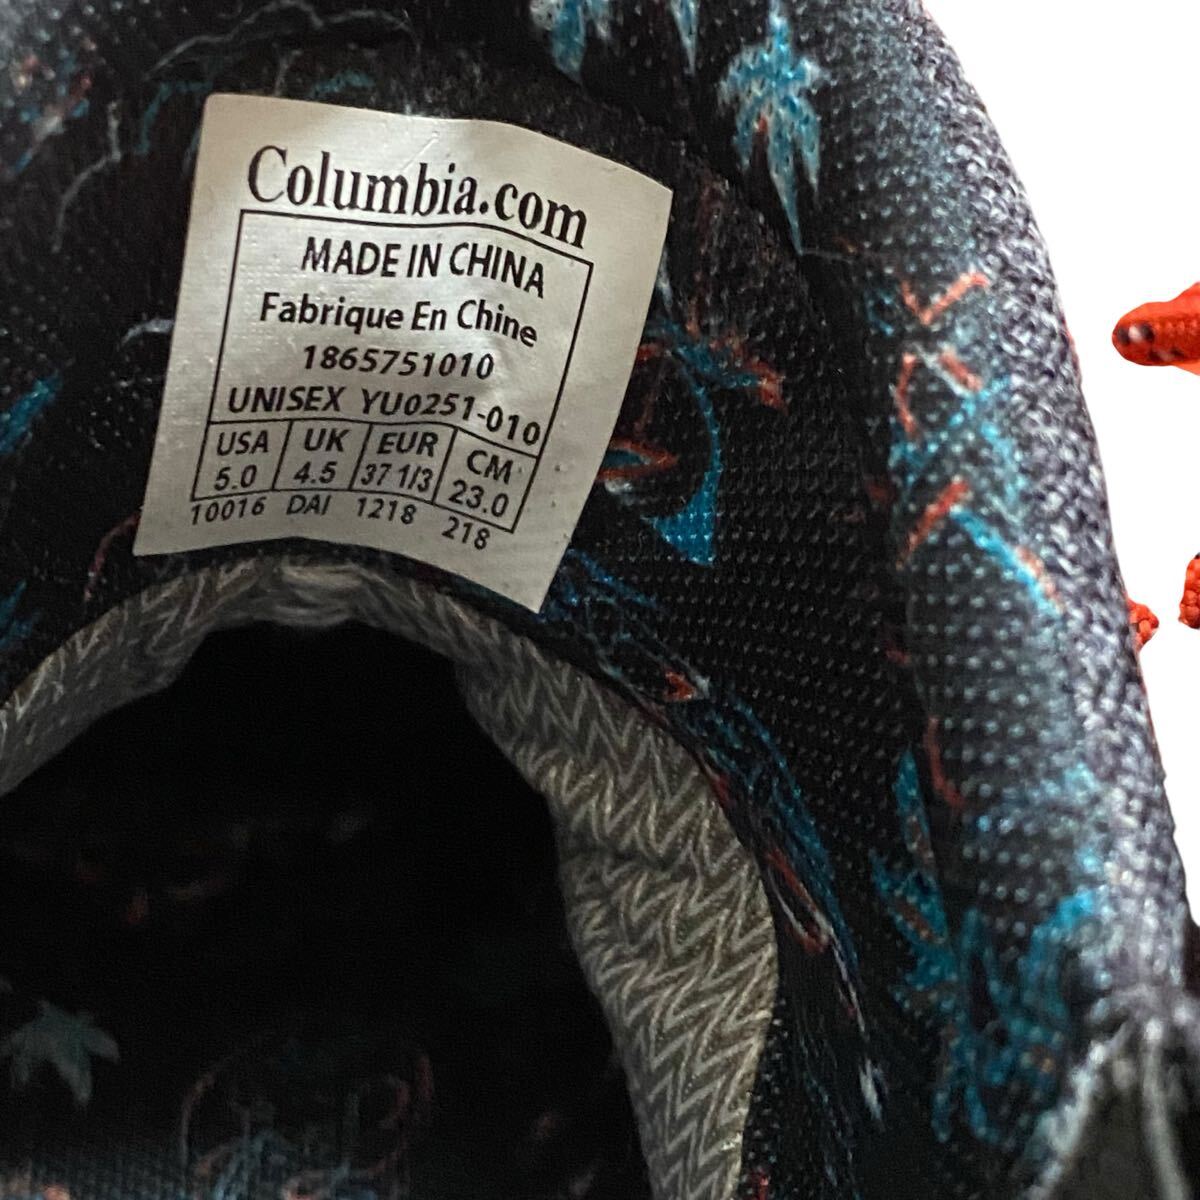 Columbia.com
MADE IN CHINA
Fabrique En Chine
1865751010
UNISEX YU0251-010
USA UK EUR CM
5.0 4.5 37 1/3 23.0
10016 DAI 1218 218